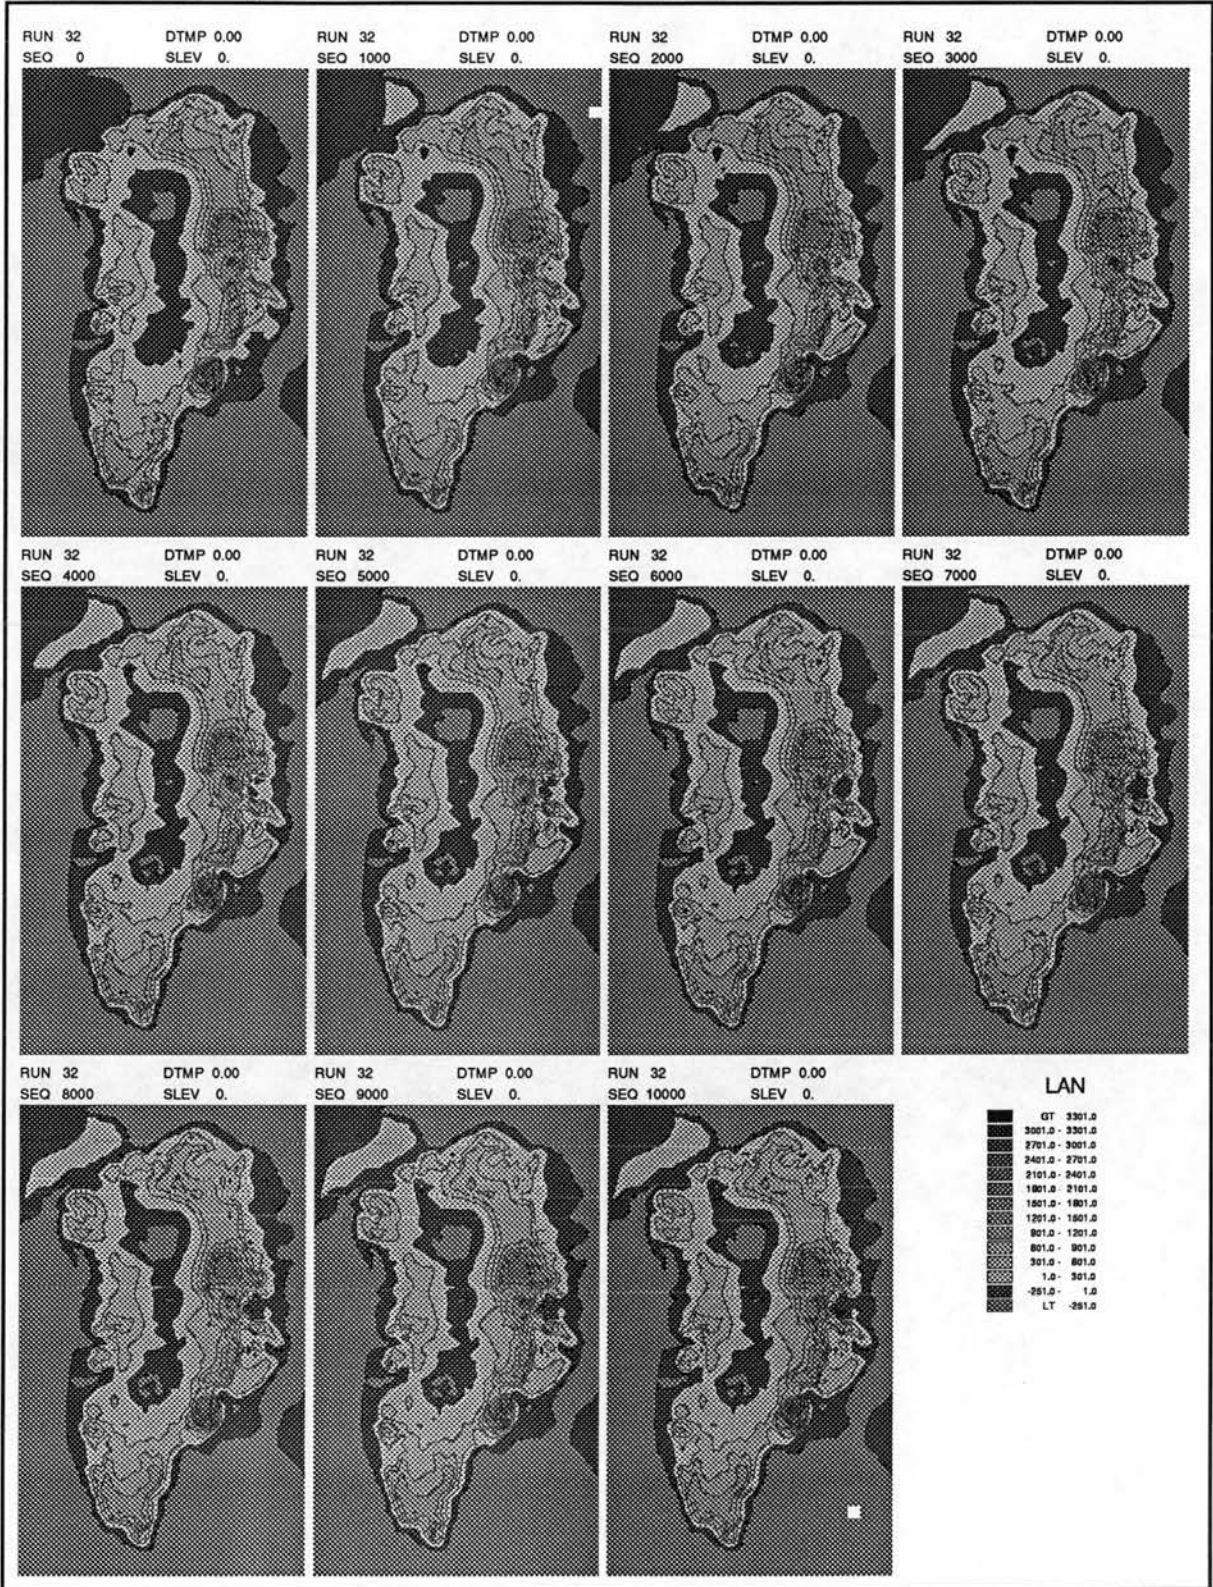 RUN 32 DTMP 0.00 RUN 32 DTMP 0.00 RUN 32 DTMP 0.00 RUN 32 DTMP 0.00
SEQ 0 SLEV 0. SEQ 1000 SLEV 0. SEQ 2000 SLEV 0. SEQ 3000 SLEV 0.
RUN 32 DTMP 0.00 RUN 32 DTMP 0.00 RUN 32 DTMP 0.00 RUN 32 DTMP 0.00
SEQ 4000 SLEV 0. SEQ 5000 SLEV 0. SEQ 6000 SLEV 0. SEQ 7000 SLEV 0.
RUN 32 DTMP 0.00 RUN 32 DTMP 0.00 RUN 32 DTMP 0.00
SEQ 8000 SLEV 0. SEQ 9000 SLEV 0. SEQ 10000 SLEV 0.
LAN
GT 3301.0
3001.0 - 3301.0
2701.0 - 3001.0
2401.0 - 2701.0
2101.0 - 2401.0
1801.0 - 2101.0
1501.0 - 1801.0
1201.0 - 1501.0
901.0 - 1201.0
601.0 - 901.0
301.0 - 601.0
1.0 - 301.0
-251.0 - 1.0
LT -251.0